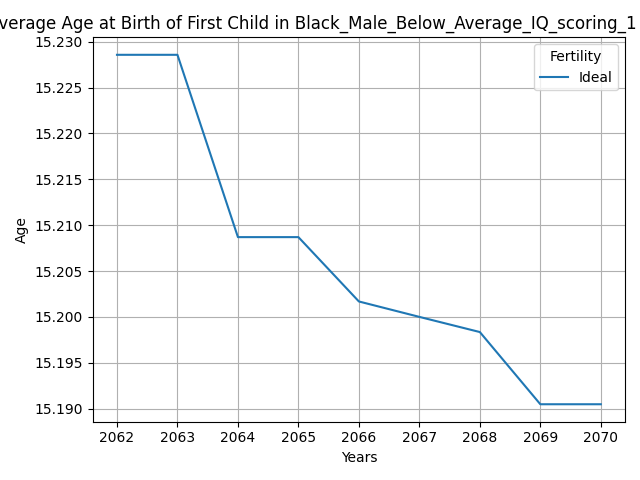 verage Age at Birth of First Child in Black_Male_Below_Average_IQ_scoring_1
15.230
15.225
15.220
15.215
15.210
15.205
15.200
15.195
15.190
Age
Fertility
Ideal
2062 2063 2064 2065 2066 2067 2068 2069 2070
Years